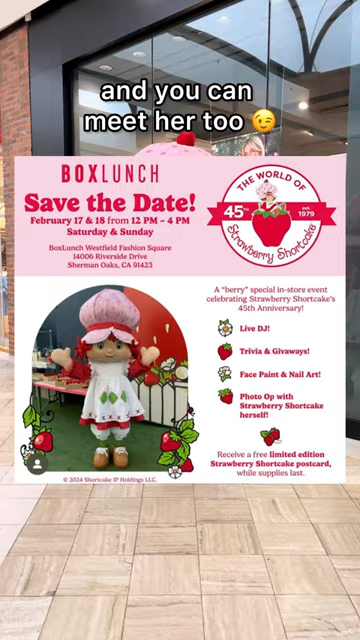 and you can
meet her too 😉
BOXLUNCH
Save the Date!
February 17 & 18 from 12 PM – 4 PM
Saturday & Sunday
BoxLunch Westfield Fashion Square
14006 Riverside Drive
Sherman Oaks, CA 91423
THE WORLD OF
45TH
est.
1979
Strawberry Shortcake
A "berry" special in-store event
celebrating Strawberry Shortcake's
45th Anniversary!
Live DJ!
Trivia & Giveaways!
Face Paint & Nail Art!
Photo Op with
Strawberry Shortcake
herself!
Receive a free limited edition
Strawberry Shortcake postcard,
while supplies last.
© 2024 Shortcake IP Holdings LLC.